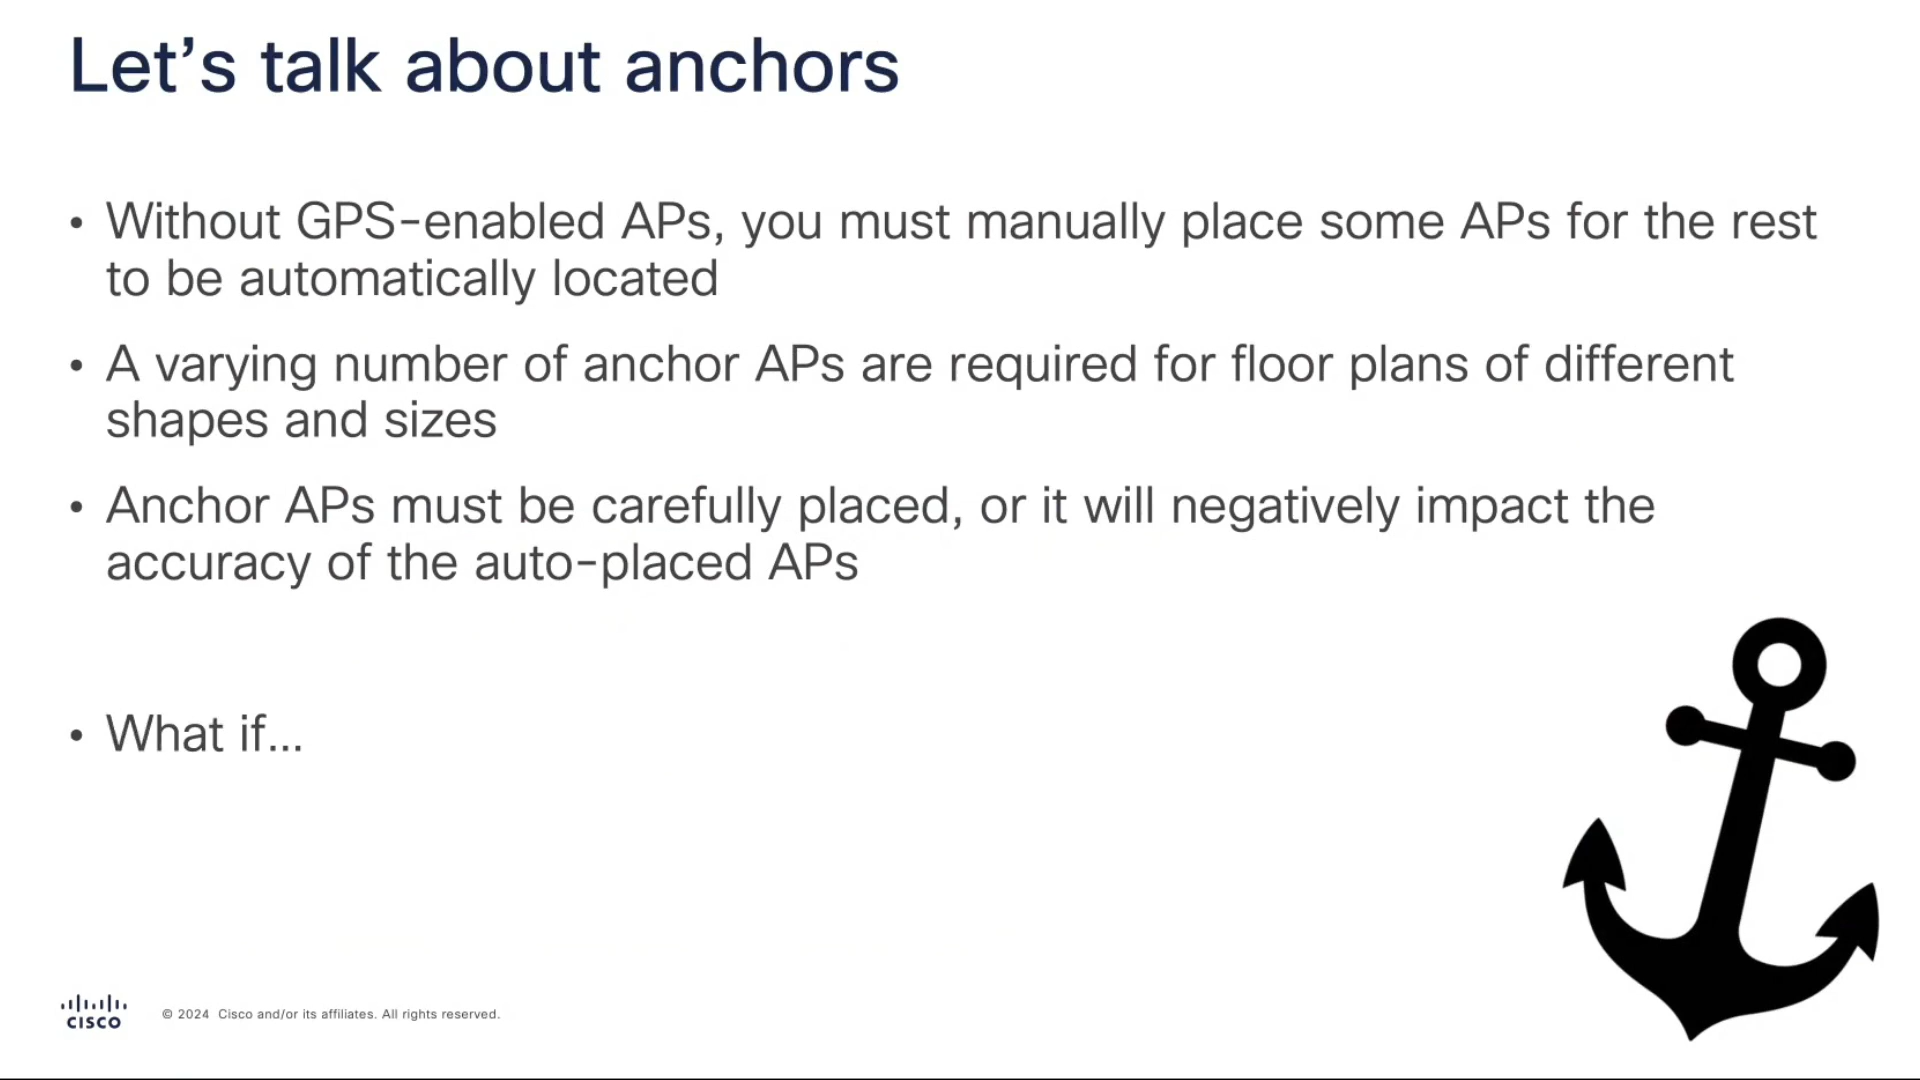 Let’s talk about anchors
• Without GPS-enabled APs, you must manually place some APs for the rest
to be automatically located
• A varying number of anchor APs are required for floor plans of different
shapes and sizes
• Anchor APs must be carefully placed, or it will negatively impact the
accuracy of the auto-placed APs
• What if...
CISCO
© 2024 Cisco and/or its affiliates. All rights reserved.